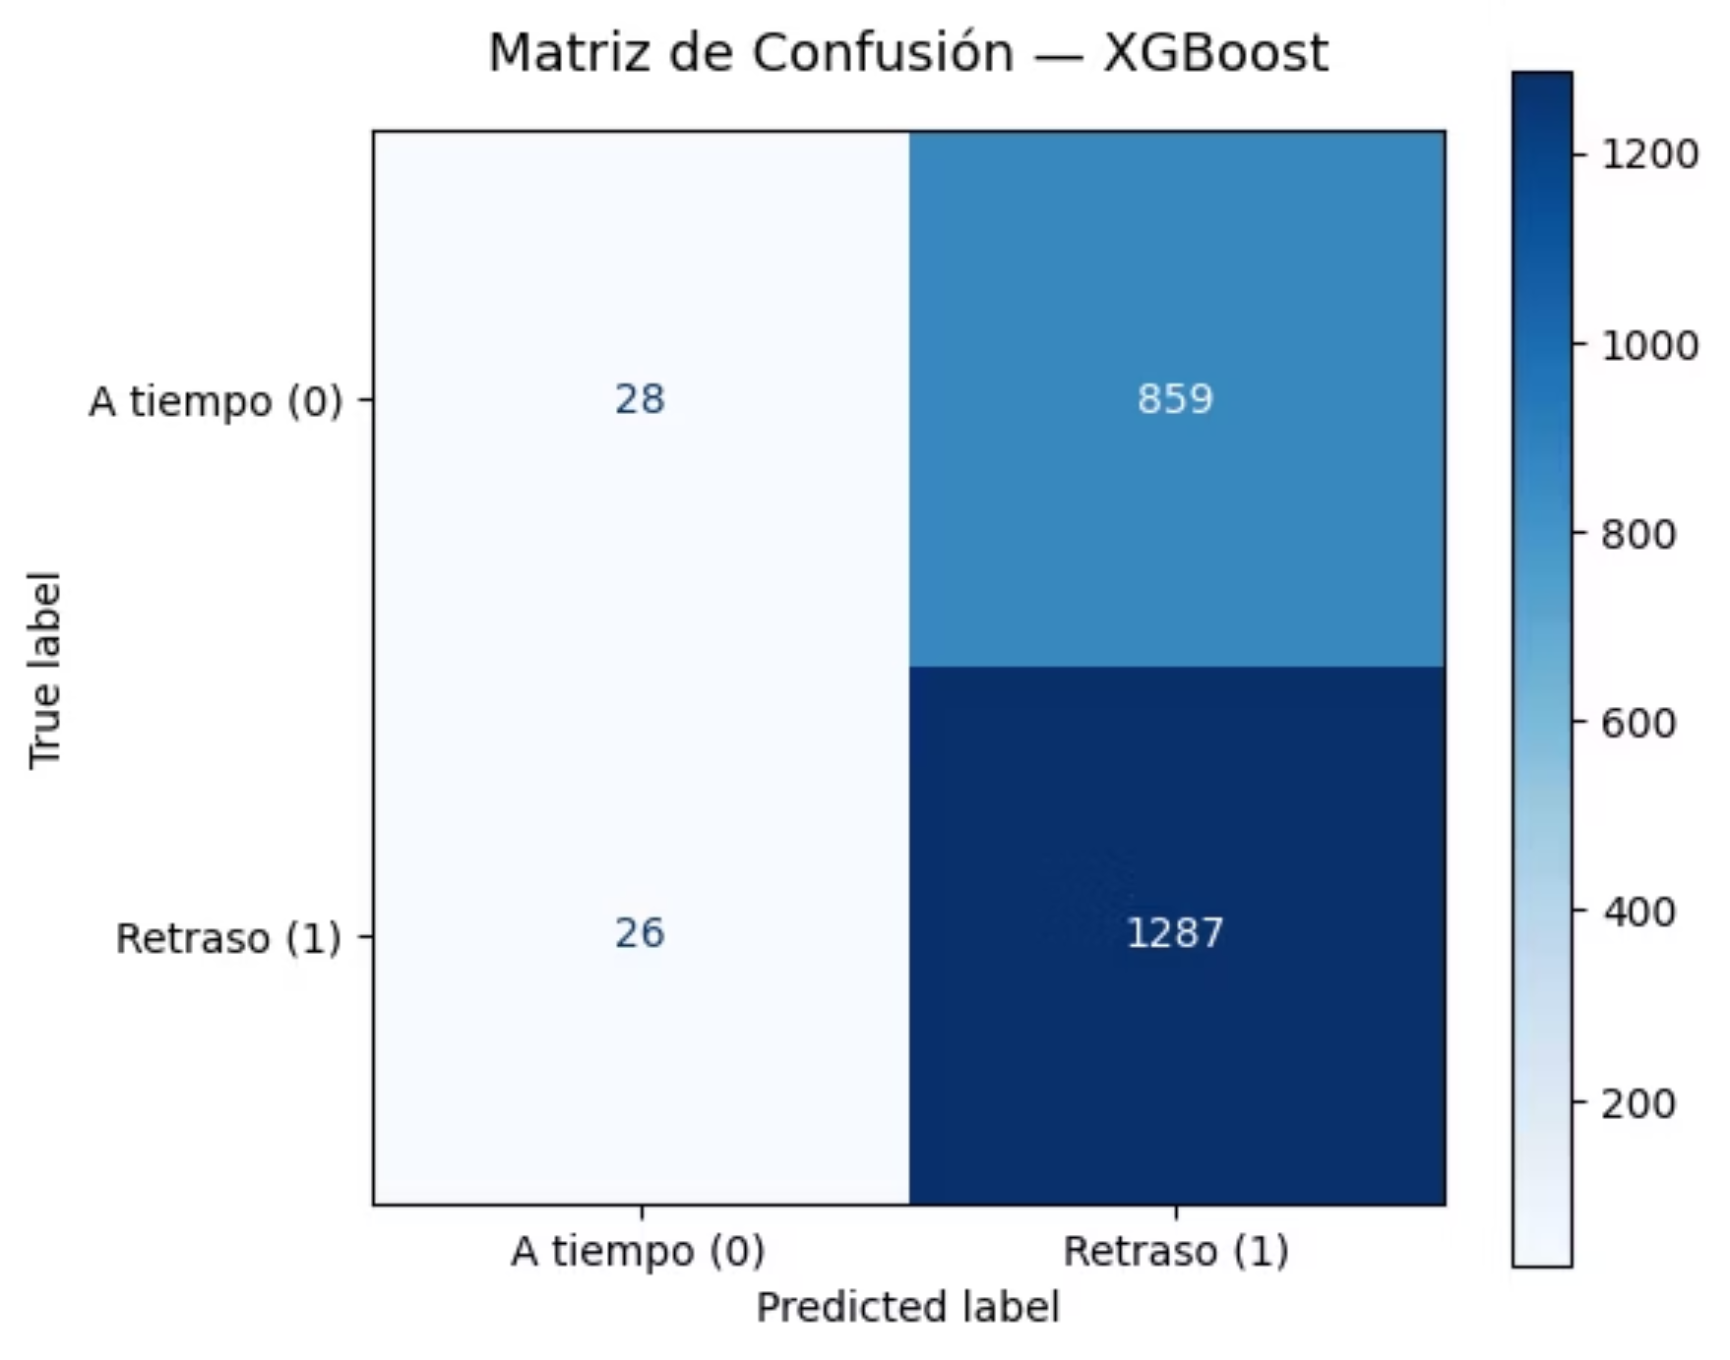 Matriz de Confusión — XGBoost
1200
1000
800
600
400
200
True label
A tiempo (0)
28
859
Retraso (1)
26
1287
A tiempo (0)
Retraso (1)
Predicted label